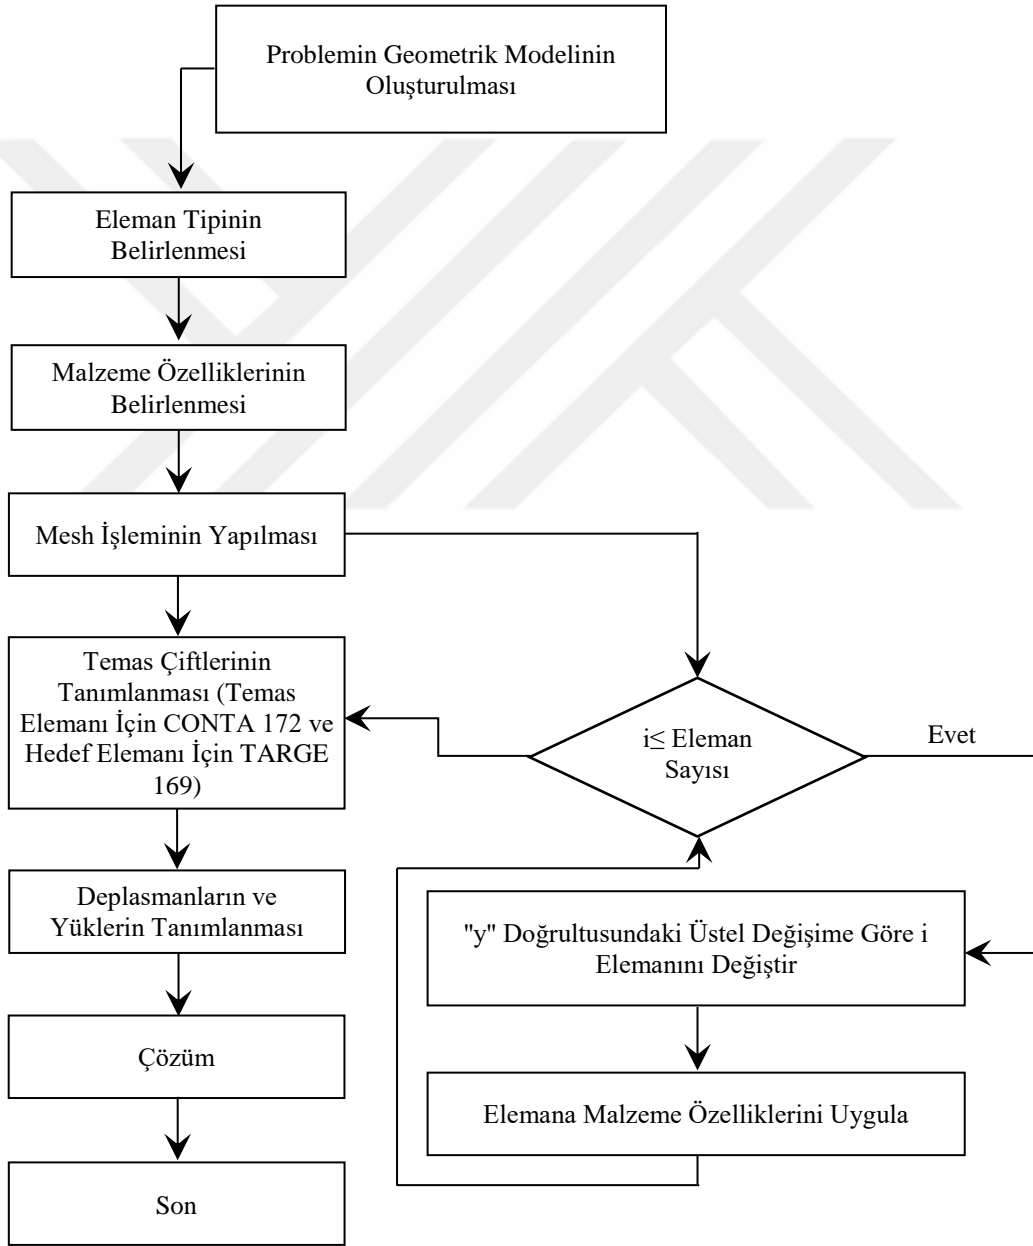 Problemin Geometrik Modelinin
Oluşturulması
Eleman Tipinin
Belirlenmesi
Malzeme Özelliklerinin
Belirlenmesi
Mesh İşleminin Yapılması
Temas Çiftlerinin
Tanımlanması (Temas
Elemanı İçin CONTA 172 ve
Hedef Elemanı İçin TARGE
169)
i≤ Eleman
Sayısı
Evet
Deplasmanların ve
Yüklerin Tanımlanması
"y" Doğrultusundaki Üstel Değişime Göre i
Elemanını Değiştir
Çözüm
Elemana Malzeme Özelliklerini Uygula
Son